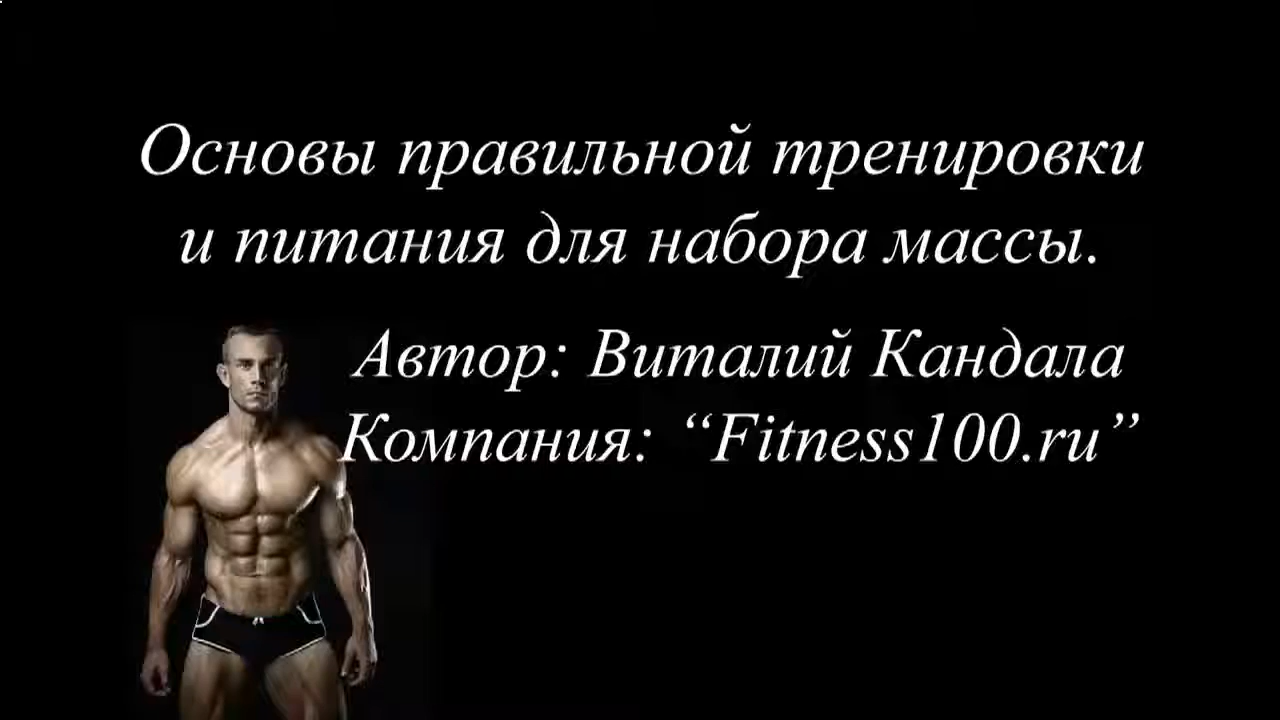 Основы правильной тренировки
и питания для набора массы.
Автор: Виталий Кандала
Компания: “Fitness100.ru”